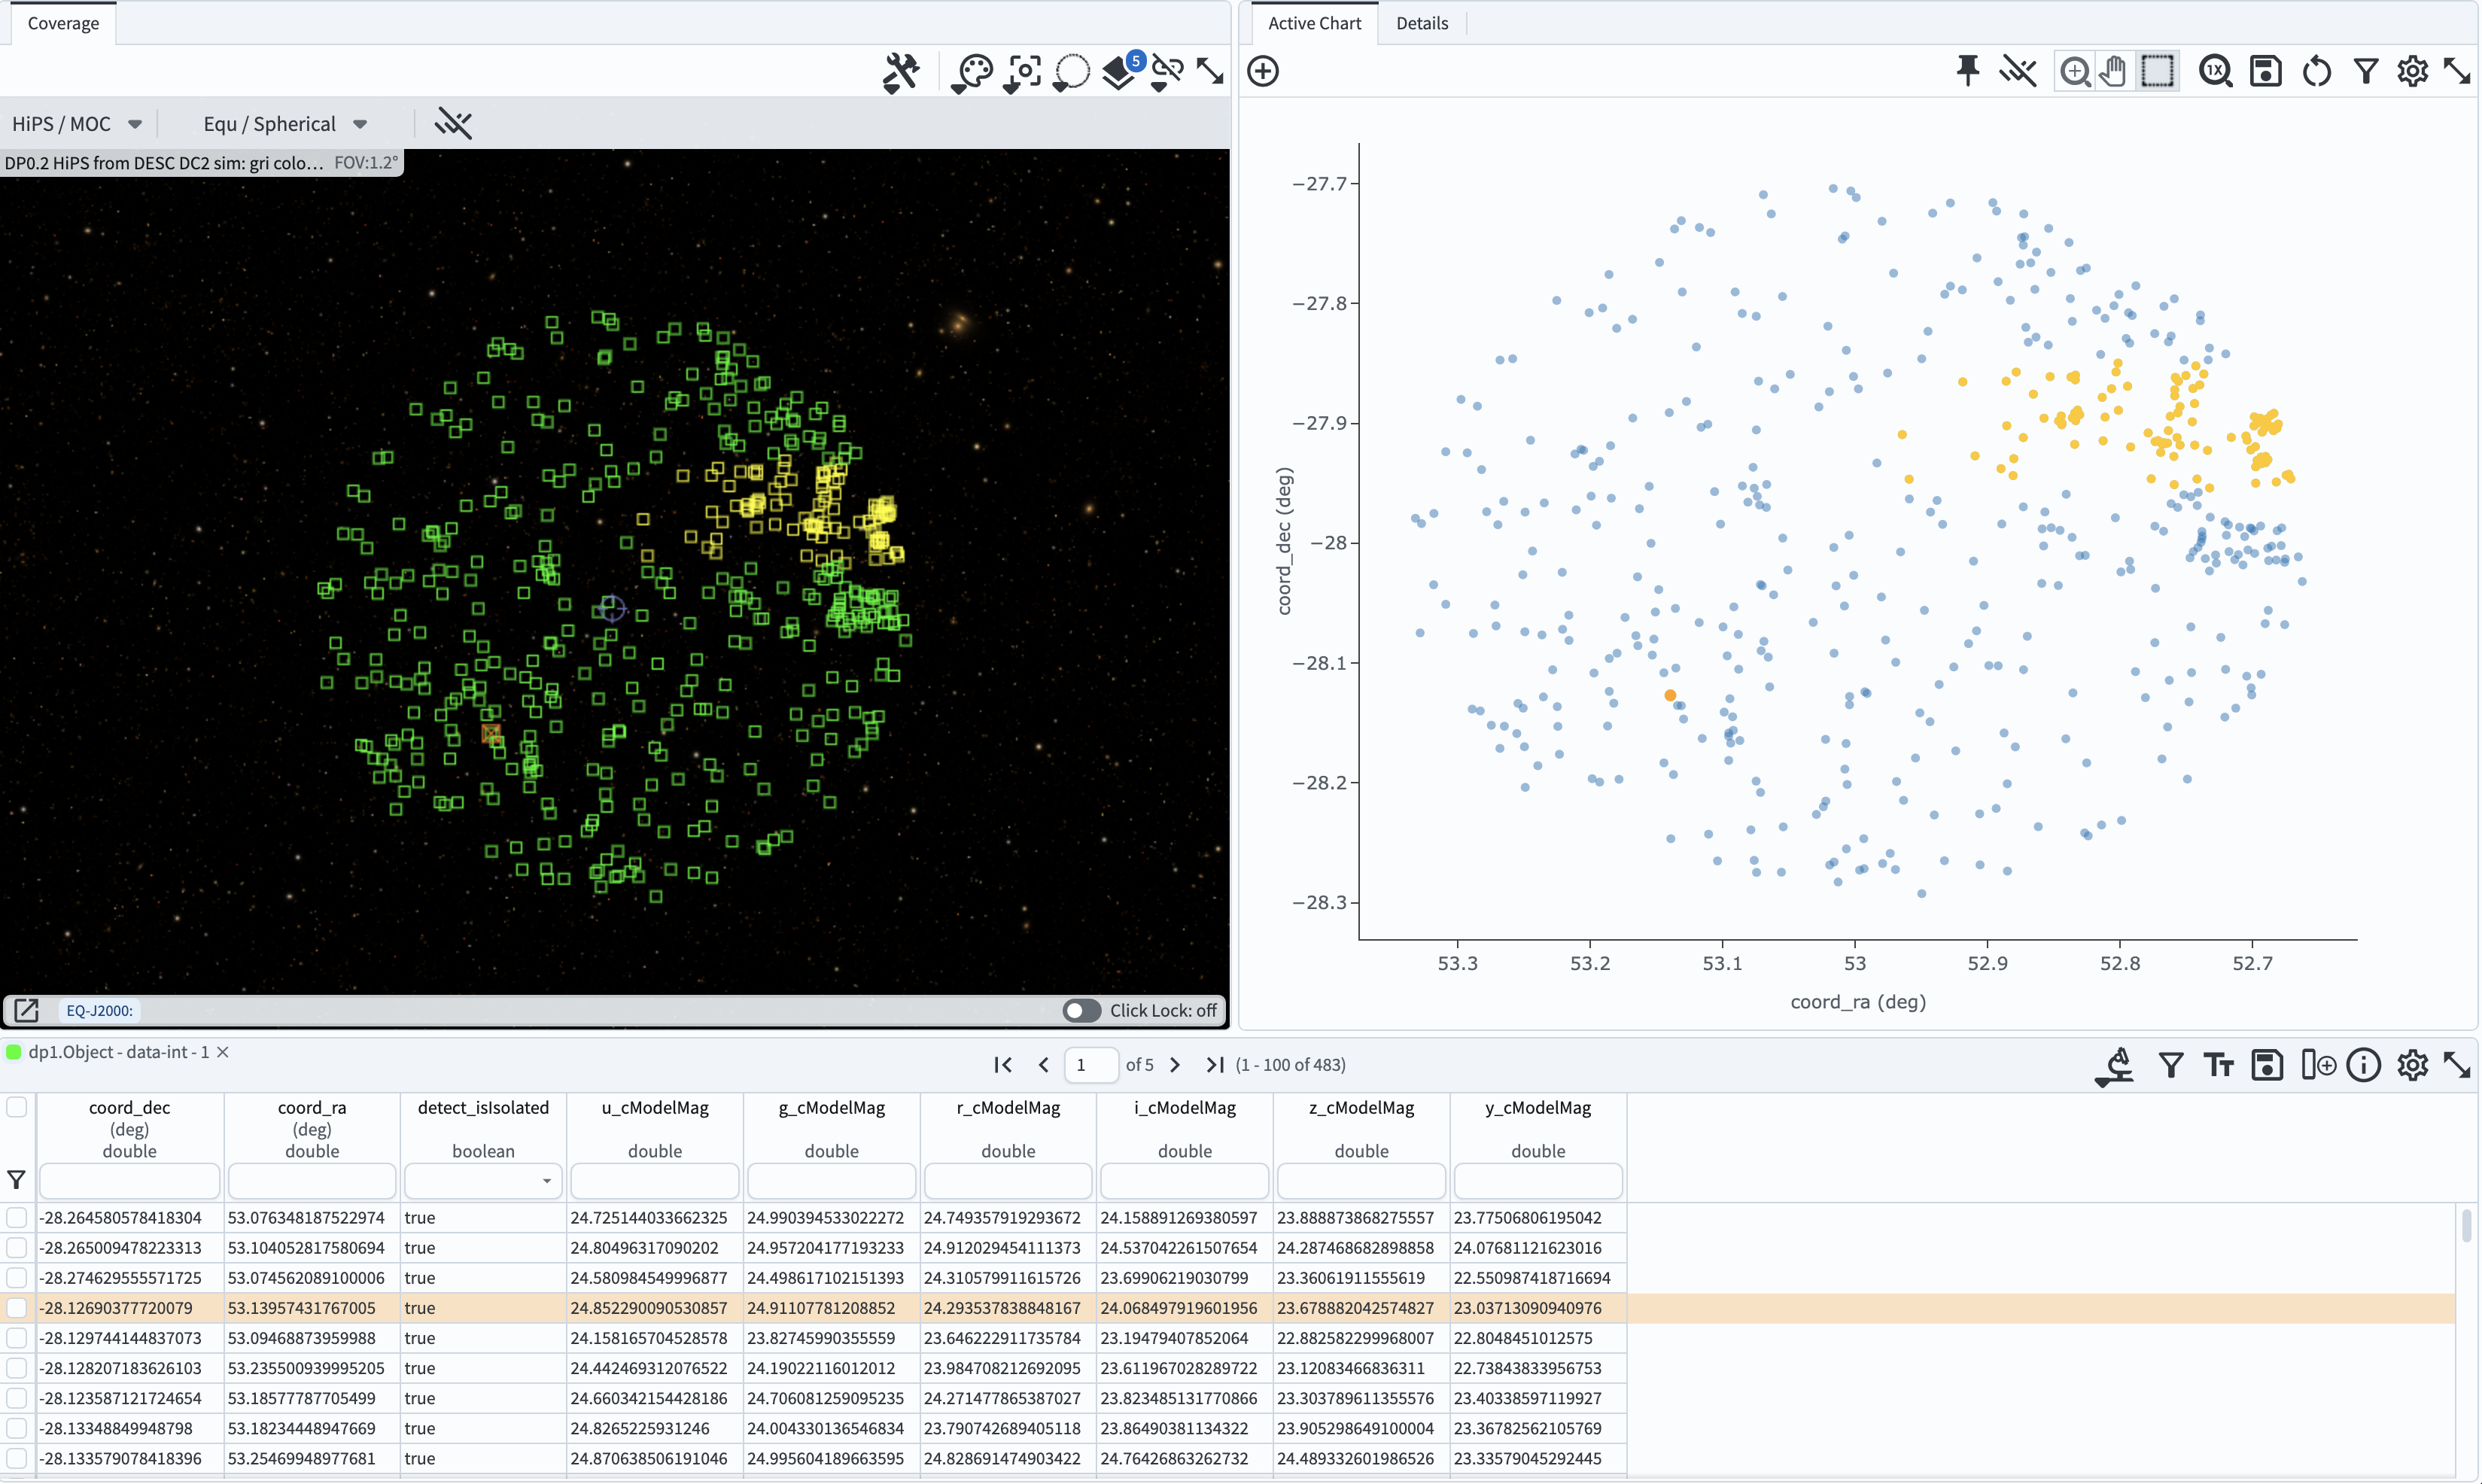 Coverage
Active Chart Details
5
1X
HiPS / MOC Equ / Spherical
DP0.2 HiPS from DESC DC2 sim: gri colo... FOV:1.2°
−27.7
−27.8
−27.9
−28
−28.1
−28.2
−28.3
coord_dec (deg)
53.3 53.2 53.1 53 52.9 52.8 52.7
coord_ra (deg)
EQ-J2000: Click Lock: off
dp1.Object - data-int - 1
1 of 5 (1 - 100 of 483)
coord_dec coord_ra detect_isIsolated u_cModelMag g_cModelMag r_cModelMag i_cModelMag z_cModelMag y_cModelMag
(deg) (deg)
double double boolean double double double double double double
-28.264580578418304 53.076348187522974 true 24.725144033662325 24.990394533022272 24.749357919293672 24.158891269380597 23.888873868275557 23.77506806195042
-28.265009478223313 53.104052817580694 true 24.80496317090202 24.957204177193233 24.912029454111373 24.537042261507654 24.287468682898858 24.07681121623016
-28.274629555571725 53.074562089100006 true 24.580984549996877 24.498617102151393 24.310579911615726 23.69906219030799 23.36061911555619 22.550987418716694
-28.12690377720079 53.13957431767005 true 24.852290090530857 24.91107781208852 24.293537838848167 24.068497919601956 23.678882042574827 23.03713090940976
-28.129744144837073 53.09468873959988 true 24.158165704528578 23.82745990355559 23.646222911735784 23.19479407852064 22.882582299968007 22.8048451012575
-28.128207183626103 53.235500939995205 true 24.442469312076522 24.19022116012012 23.984708212692095 23.611967028289722 23.12083466836311 22.73843833956753
-28.123587121724654 53.18577787705499 true 24.660342154428186 24.706081259095235 24.271477865387027 23.823485131770866 23.303789611355576 23.40338597119927
-28.13348849948798 53.18234448947669 true 24.8265225931246 24.004330136546834 23.790742689405118 23.86490381134322 23.905298649100004 23.36782562105769
-28.133579078418396 53.25469948977681 true 24.870638506191046 24.995604189663595 24.828691474903422 24.76426863262732 24.489332601986526 23.33579045292445